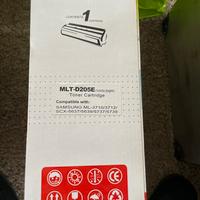 CONTENTS 1
MLT-D205E
Toner Cartridge
Compatible with:
SAMSUNG ML-3710/3712/
SCX-5637/5639/5737/5739